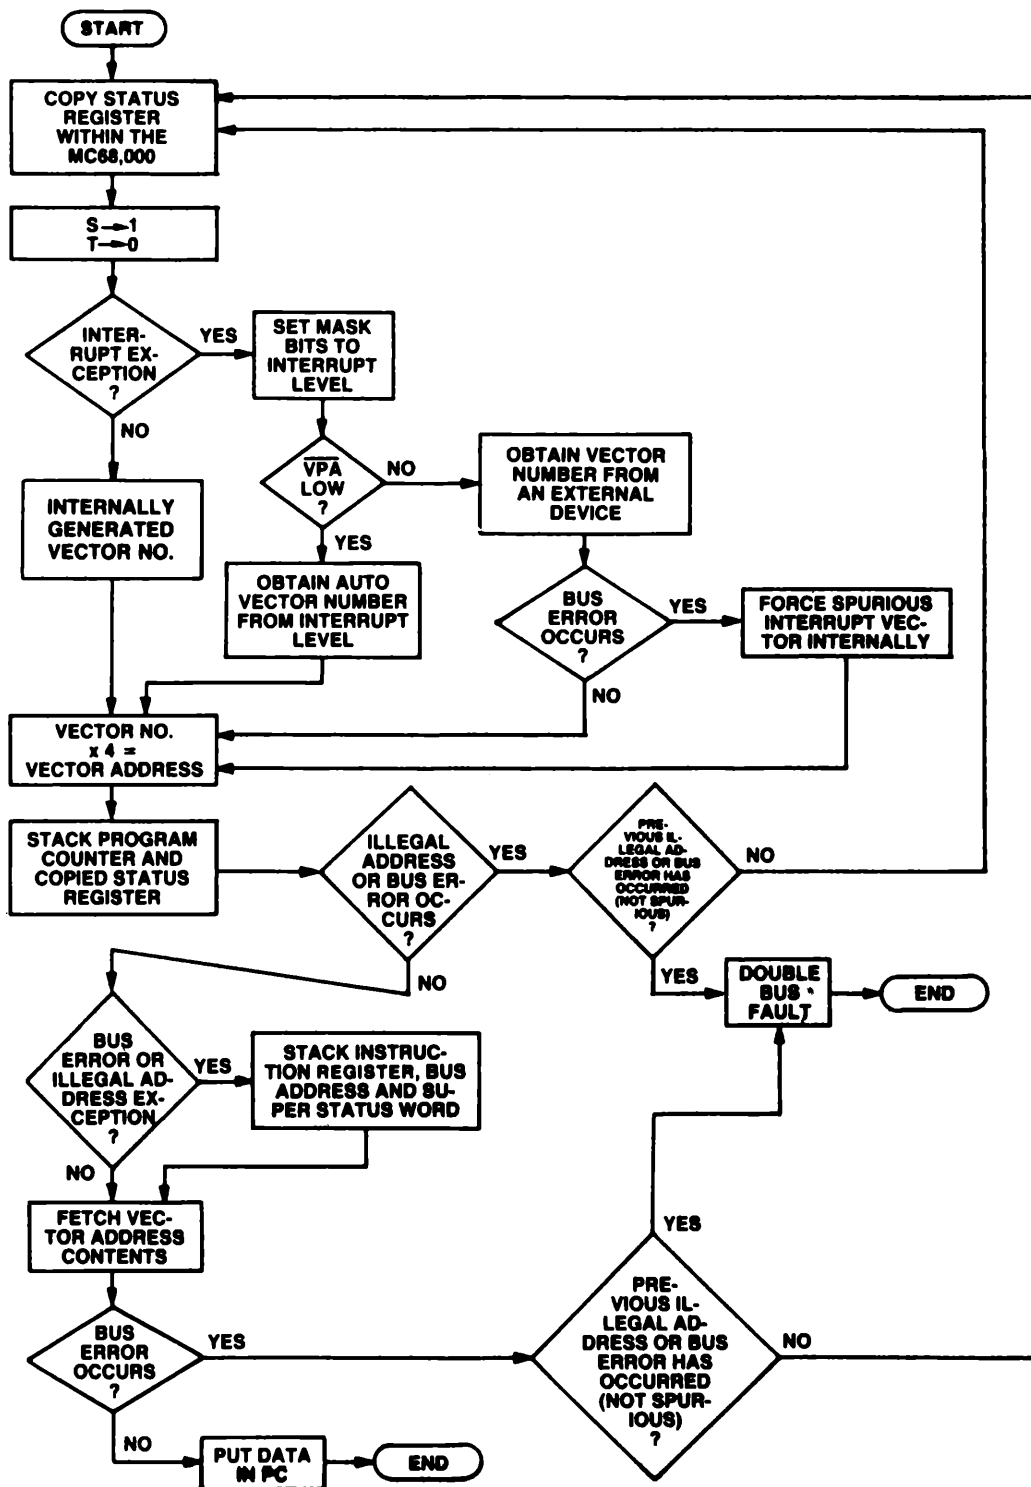 START
COPY STATUS
REGISTER
WITHIN THE
MC68,000
S→1
T→0
INTER-
RUPT EX-
CEPTION
?
YES
SET MASK
BITS TO
INTERRUPT
LEVEL
NO
VPA
LOW
?
NO
OBTAIN VECTOR
NUMBER FROM
AN EXTERNAL
DEVICE
INTERNALLY
GENERATED
VECTOR NO.
YES
OBTAIN AUTO
VECTOR NUMBER
FROM INTERRUPT
LEVEL
BUS
ERROR
OCCURS
?
YES
FORCE SPURIOUS
INTERRUPT VEC-
TOR INTERNALLY
NO
VECTOR NO.
x 4 =
VECTOR ADDRESS
STACK PROGRAM
COUNTER AND
COPIED STATUS
REGISTER
ILLEGAL
ADDRESS
OR BUS ER-
ROR OC-
CURS
?
YES
PRE-
VIOUS IL-
LEGAL AD-
DRESS OR BUS
ERROR HAS
OCCURRED
(NOT SPUR-
IOUS)
?
NO
NO
YES
DOUBLE
BUS
FAULT
END
BUS
ERROR OR
ILLEGAL AD-
DRESS EX-
CEPTION
?
YES
STACK INSTRUC-
TION REGISTER, BUS
ADDRESS AND SU-
PER STATUS WORD
NO
FETCH VEC-
TOR ADDRESS
CONTENTS
YES
BUS
ERROR
OCCURS
?
YES
PRE-
VIOUS IL-
LEGAL AD-
DRESS OR BUS
ERROR HAS
OCCURRED
(NOT SPUR-
IOUS)
?
NO
NO
PUT DATA
IN PC
END